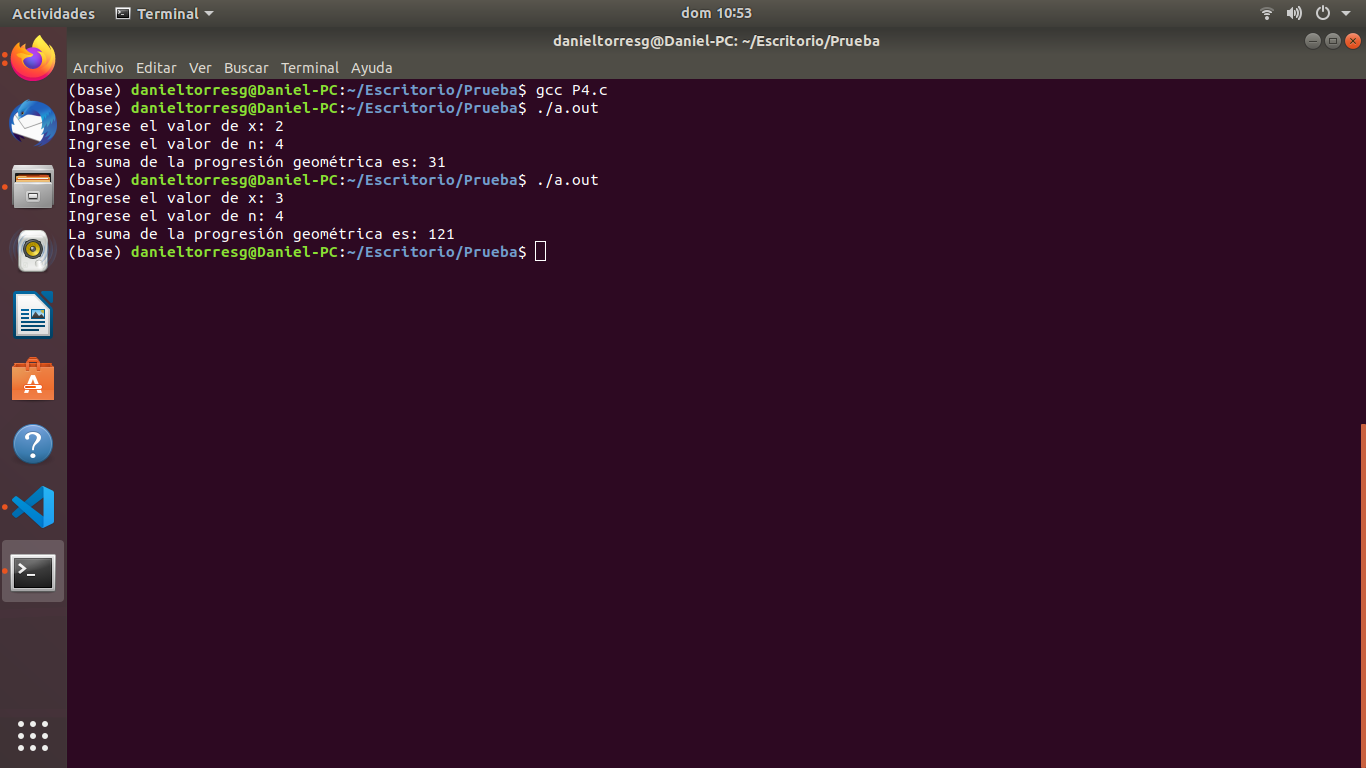 Actividades Terminal dom 10:53
danieltorresg@Daniel-PC: ~/Escritorio/Prueba
Archivo Editar Ver Buscar Terminal Ayuda
(base) danieltorresg@Daniel-PC:~/Escritorio/Prueba$ gcc P4.c
(base) danieltorresg@Daniel-PC:~/Escritorio/Prueba$ ./a.out
Ingrese el valor de x: 2
Ingrese el valor de n: 4
La suma de la progresión geométrica es: 31
(base) danieltorresg@Daniel-PC:~/Escritorio/Prueba$ ./a.out
Ingrese el valor de x: 3
Ingrese el valor de n: 4
La suma de la progresión geométrica es: 121
(base) danieltorresg@Daniel-PC:~/Escritorio/Prueba$